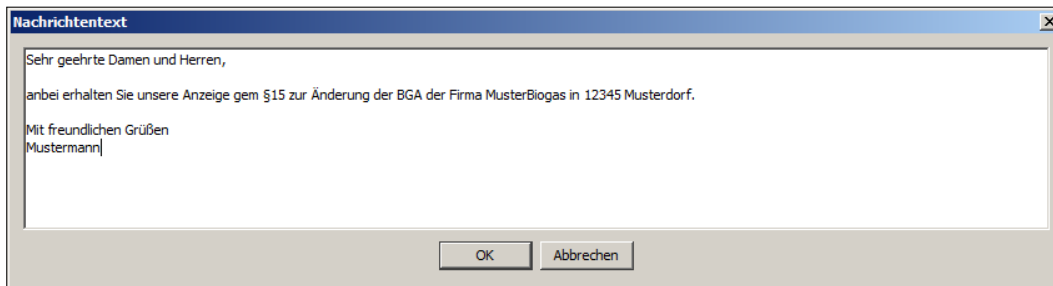 Nachrichtentext
Sehr geehrte Damen und Herren,
anbei erhalten Sie unsere Anzeige gem §15 zur Änderung der BGA der Firma MusterBiogas in 12345 Musterdorf.
Mit freundlichen Grüßen
Mustermann
OK
Abbrechen